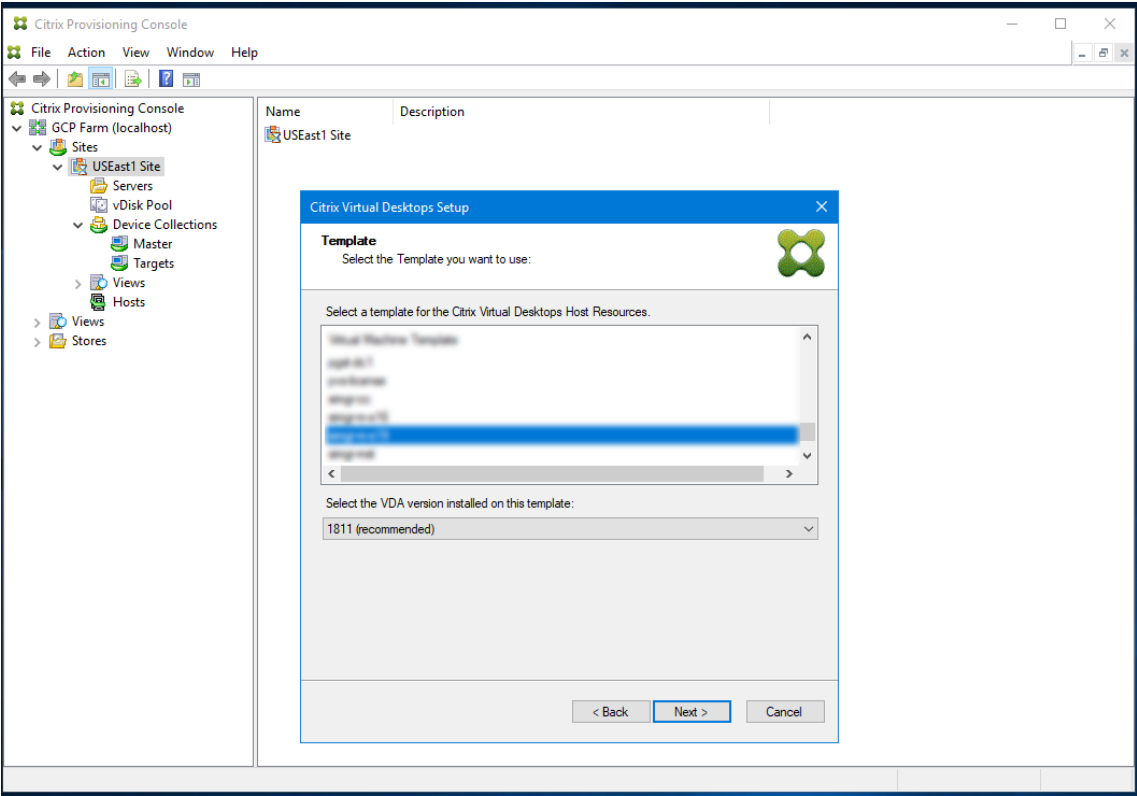 Citrix Provisioning Console
File Action View Window Help
Citrix Provisioning Console
GCP Farm (localhost)
Sites
USEast1 Site
Servers
vDisk Pool
Device Collections
Master
Targets
Views
Hosts
Views
Stores
Name Description
USEast1 Site
Citrix Virtual Desktops Setup
Template
Select the Template you want to use:
Select a template for the Citrix Virtual Desktops Host Resources.
Select the VDA version installed on this template:
1811 (recommended)
< Back Next > Cancel